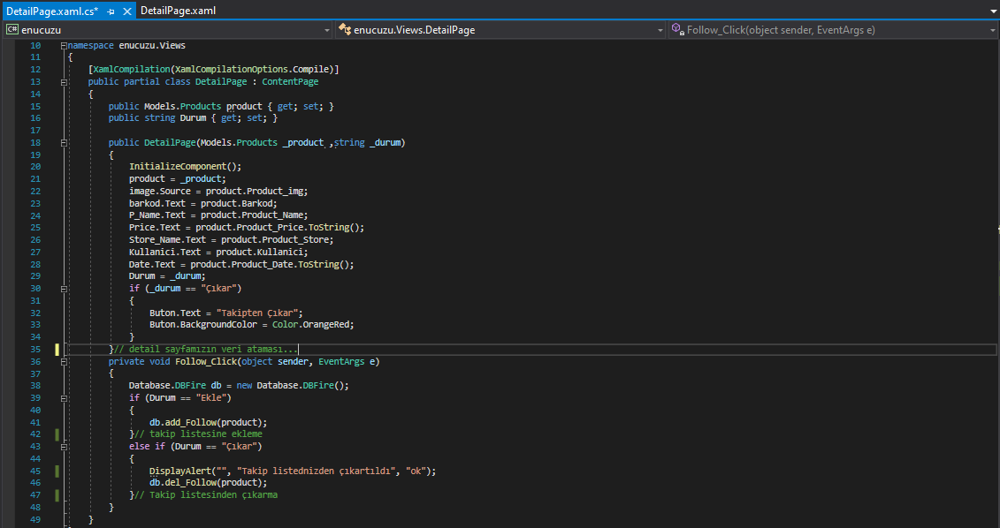 DetailPage.xaml.cs* DetailPage.xaml
C# enucuzu enucuzu.Views.DetailPage Follow_Click(object sender, EventArgs e)
10 namespace enucuzu.Views
11 {
12 [XamlCompilation(XamlCompilationOptions.Compile)]
13 public partial class DetailPage : ContentPage
14 {
15 public Models.Products product { get; set; }
16 public string Durum { get; set; }
17
18 public DetailPage(Models.Products _product ,string _durum)
19 {
20 InitializeComponent();
21 product = _product;
22 image.Source = product.Product_img;
23 barkod.Text = product.Barkod;
24 P_Name.Text = product.Product_Name;
25 Price.Text = product.Product_Price.ToString();
26 Store_Name.Text = product.Product_Store;
27 Kullanici.Text = product.Kullanici;
28 Date.Text = product.Product_Date.ToString();
29 Durum = _durum;
30 if (_durum == "Çıkar")
31 {
32 Buton.Text = "Takipten Çıkar";
33 Buton.BackgroundColor = Color.OrangeRed;
34 }
35 }// detail sayfamızın veri ataması...
36 private void Follow_Click(object sender, EventArgs e)
37 {
38 Database.DBFire db = new Database.DBFire();
39 if (Durum == "Ekle")
40 {
41 db.add_Follow(product);
42 }// takip listesine ekleme
43 else if (Durum == "Çıkar")
44 {
45 DisplayAlert("", "Takip listednizden çıkartıldı", "ok");
46 db.del_Follow(product);
47 }// Takip listesinden çıkarma
48 }
49 }